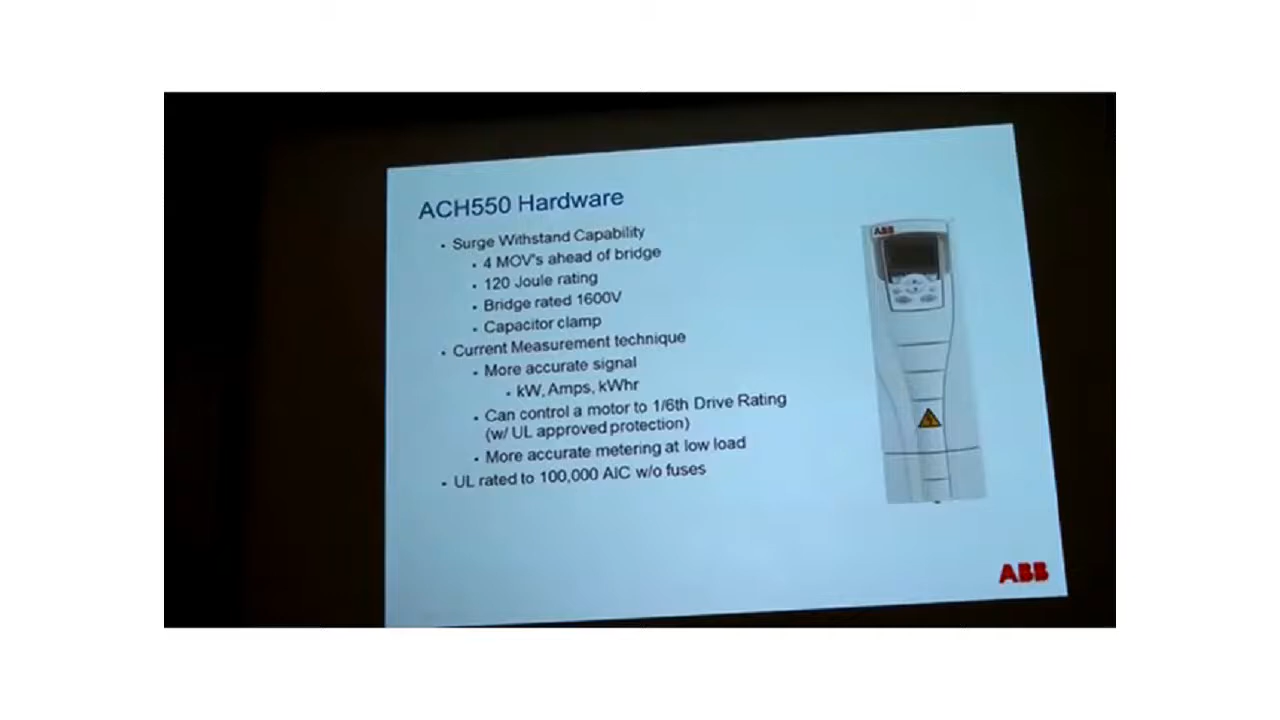 ACH550 Hardware
Surge Withstand Capability
4 MOV's ahead of bridge
120 Joule rating
Bridge rated 1600V
Capacitor clamp
Current Measurement technique
More accurate signal
kW, Amps, kWhr
Can control a motor to 1/6th Drive Rating
(w/ UL approved protection)
More accurate metering at low load
UL rated to 100,000 AIC w/o fuses
ABB
ABB